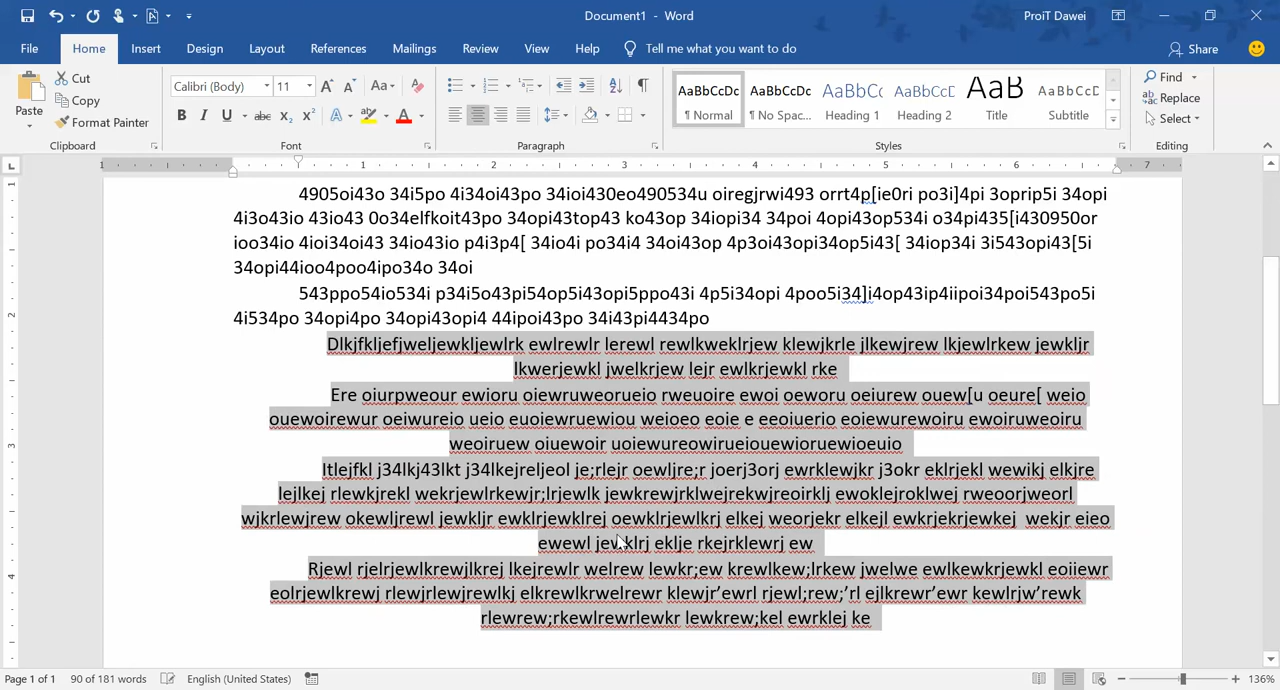 Document1 - Word
ProiT Dawei
File Home Insert Design Layout References Mailings Review View Help Tell me what you want to do Share
Paste
Cut
Copy
Format Painter
Clipboard
Calibri (Body) 11
Font
Paragraph
AaBbCcDc ¶ Normal
AaBbCcDc ¶ No Spac...
AaBbCc Heading 1
AaBbCcD Heading 2
AaB Title
AaBbCcD Subtitle
Styles
Find
Replace
Select
Editing
1 1 2 3 4 5 6 7
4905oi43o 34i5po 4i34oi43po 34ioi430eo490534u oiregjrwi493 orrt4p[ie0ri po3i]4pi 3oprip5i 34opi
4i3o43io 43io43 0o34elfkoit43po 34opi43top43 ko43op 34iopi34 34poi 4opi43op534i o34pi435[i430950or
ioo34io 4ioi34oi43 34io43io p4i3p4[ 34io4i po34i4 34oi43op 4p3oi43opi34op5i43[ 34iop34i 3i543opi43[5i
34opi44ioo4poo4ipo34o 34oi
543ppo54io534i p34i5o43pi54op5i43opi5ppo43i 4p5i34opi 4poo5i34]i4op43ip4iipoi34poi543po5i
4i534po 34opi4po 34opi43opi4 44ipoi43po 34i43pi4434po
Dlkjfkljefjweljewkljewlrk ewlrewlr lerewl rewlkweklrjew klewjkrle jlkewjrew lkjewlrkew jewkljr
lkwerjewkl jwelkrjew lejr ewlkrjewkl rke
Ere oiurpweour ewioru oiewruweorueio rweuoire ewoi oeworu oeiurew ouew[u oeure[ weio
ouewoirewur oeiwureio ueio euoiewruewiou weioeo eoie e eeoiuerio eoiewurewoiru ewoiruweoiru
weoiruew oiuewoir uoiewureowirueiouewioruewioeuio
Itlejfkl j34lkj43lkt j34lkejreljeol je;rlejr oewljre;r joerj3orj ewrklewjkr j3okr eklrjekl wewikj elkjre
lejlkej rlewkjrekl wekrjewlrkewjr;lrjewlk jewkrewjrklwejrekwjreoirklj ewoklejroklwej rweoorjweorl
wjkrlewjrew okewljrewl jewkljr ewklrjewklrej oewklrjewlkrj elkej weorjekr elkejl ewkrjekrjewkej wekjr eieo
ewewl jewklrj eklje rkejrklewrj ew
Rjewl rjelrjewlkrewjlkrej lkejrewlr welrew lewkr;ew krewlkew;lrkew jwelwe ewlkewkrjewkl eoiiewr
eolrjewlkrewj rlewjrlewjrewlkj elkrewlkrwelrewr klewjr’ewrl rjewl;rew;’rl ejlkrewr’ewr kewlrjw’rewk
rlewrew;rkewlrewrlewkr lewkrew;kel ewrklej ke
Page 1 of 1 90 of 181 words English (United States) 136%